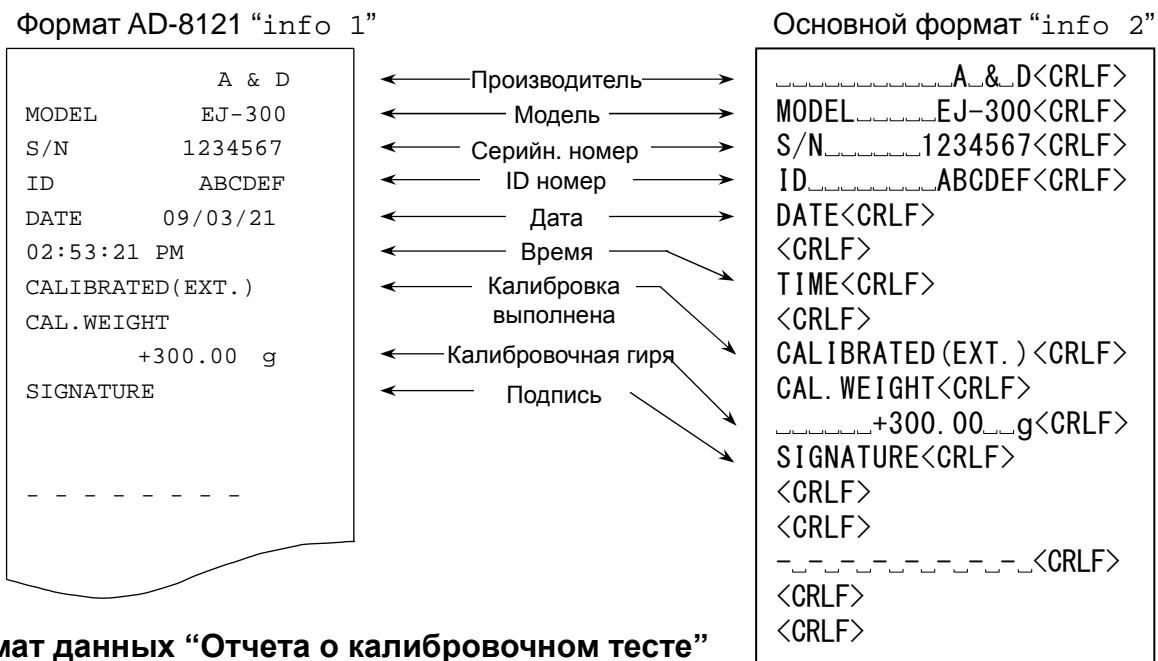 Формат AD-8121 “info 1”
A & D
MODEL EJ-300
S/N 1234567
ID ABCDEF
DATE 09/03/21
02:53:21 PM
CALIBRATED(EXT.)
CAL.WEIGHT
+300.00 g
SIGNATURE
- - - - - - - -
Производитель
Модель
Серийн. номер
ID номер
Дата
Время
Калибровка
выполнена
Калибровочная гиря
Подпись
Основной формат “info 2”
␣␣␣␣␣␣␣␣␣␣␣A␣&␣D<CRLF>
MODEL␣␣␣␣␣EJ-300<CRLF>
S/N␣␣␣␣␣␣1234567<CRLF>
ID␣␣␣␣␣␣␣␣ABCDEF<CRLF>
DATE<CRLF>
<CRLF>
TIME<CRLF>
<CRLF>
CALIBRATED(EXT.)<CRLF>
CAL.WEIGHT<CRLF>
␣␣␣␣␣␣+300.00␣␣g<CRLF>
SIGNATURE<CRLF>
<CRLF>
<CRLF>
-␣-␣-␣-␣-␣-␣-␣-␣<CRLF>
<CRLF>
<CRLF>
мат данных “Отчета о калибровочном тесте”